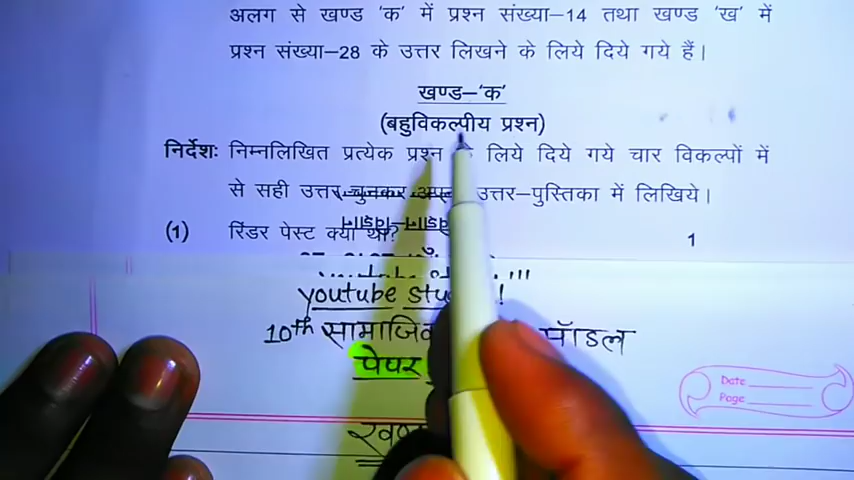 अलग से खण्ड 'क' में प्रश्न संख्या–14 तथा खण्ड 'ख' में
प्रश्न संख्या–28 के उत्तर लिखने के लिये दिये गये हैं।
खण्ड–'क'
(बहुविकल्पीय प्रश्न)
निर्देशः निम्नलिखित प्रत्येक प्रश्न लिये दिये गये चार विकल्पों में
से सही उत्तर चुनकर उत्तर–पुस्तिका में लिखिये।
(1) रिंडर पेस्ट क्या था? 1
youtube
10th पॉडल
पेपर
Date
Page